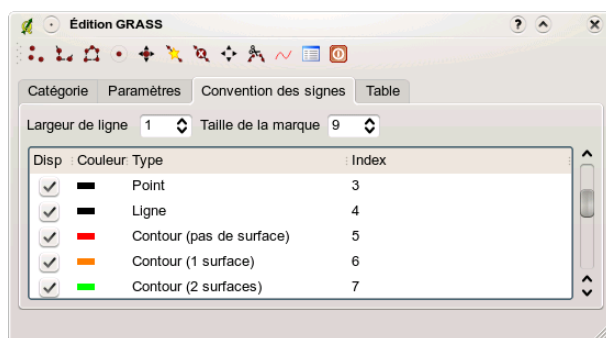 Édition GRASS
Catégorie Paramètres Convention des signes Table
Largeur de ligne 1 Taille de la marque 9
Disp Couleur Type Index
Point 3
Ligne 4
Contour (pas de surface) 5
Contour (1 surface) 6
Contour (2 surfaces) 7